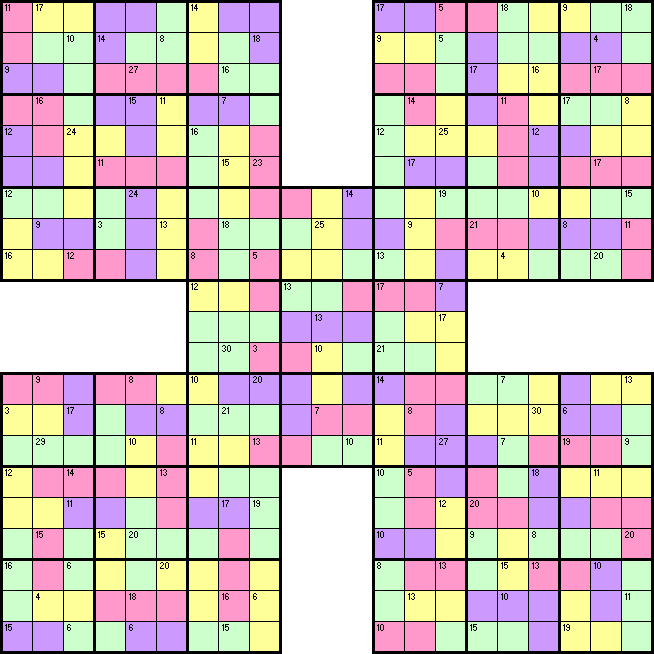 11 17 14 17 5 18 9 18
10 14 8 18 9 5 4
9 27 16 17 16 17
16 15 11 7 14 11 17 8
12 24 16 12 25 12
11 15 23 17 17
12 24 14 19 10 15
9 3 13 18 25 9 21 8 11
16 12 8 5 13 4 20
12 13 17 7
13 17
30 3 10 21
9 8 10 20 14 7 13
3 17 8 21 7 8 30 6
29 10 11 13 10 11 27 7 19 9
12 14 13 10 5 18 11
11 17 19 12 20
15 15 20 10 9 8 20
16 6 20 8 13 15 13 10
4 18 16 6 13 10 11
15 6 6 15 10 15 19